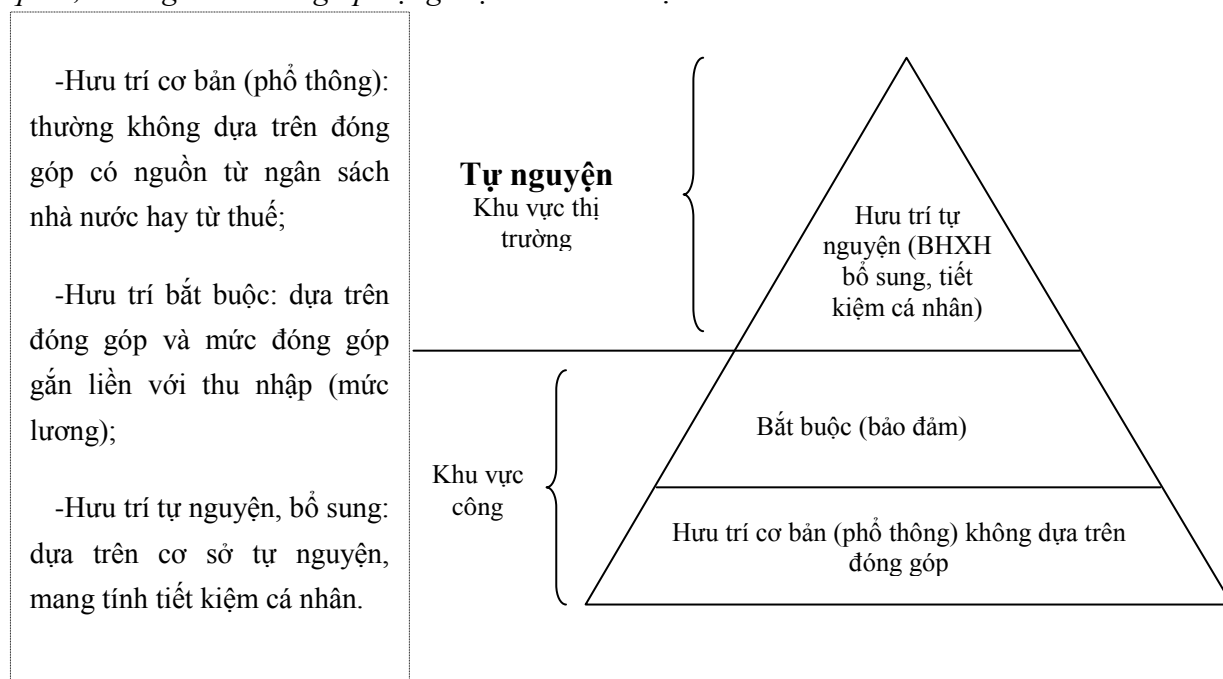 -Hưu trí cơ bản (phổ thông):
thường không dựa trên đóng
góp có nguồn từ ngân sách
nhà nước hay từ thuế;
-Hưu trí bắt buộc: dựa trên
đóng góp và mức đóng góp
gắn liền với thu nhập (mức
lương);
-Hưu trí tự nguyện, bổ sung:
dựa trên cơ sở tự nguyện,
mang tính tiết kiệm cá nhân.
Tự nguyện
Khu vực thị
trường
Hưu trí tự
nguyện (BHXH
bổ sung, tiết
kiệm cá nhân)
Khu vực
công
Bắt buộc (bảo đảm)
Hưu trí cơ bản (phổ thông) không dựa trên
đóng góp